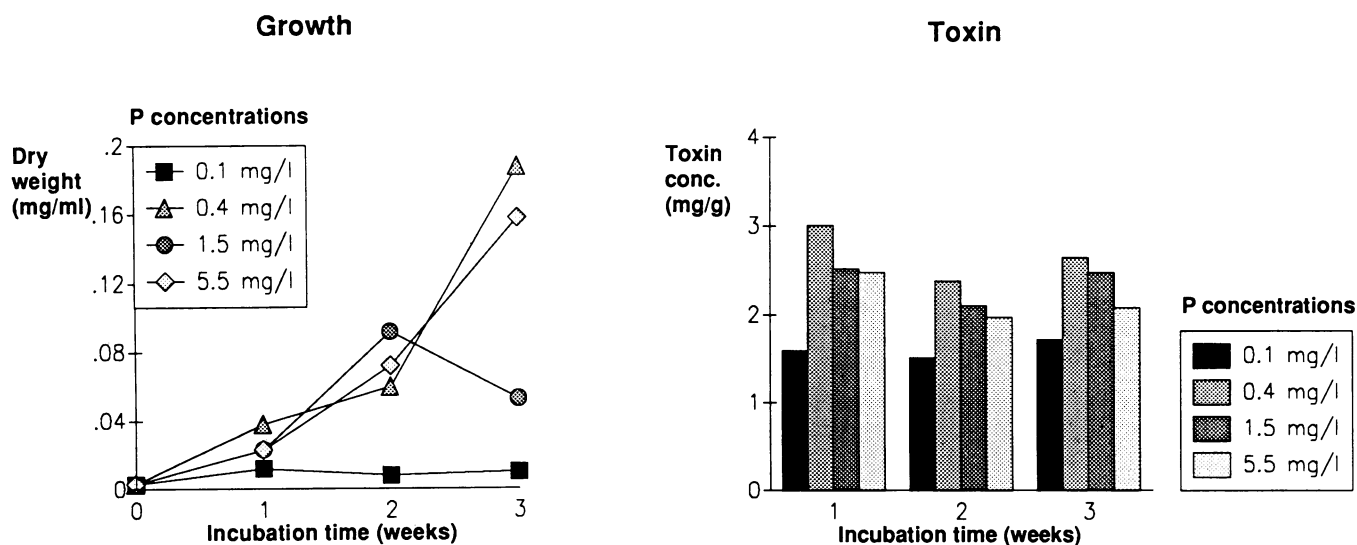 Growth
P concentrations
Dry
weight
(mg/ml)
.2
.16
.12
.08
.04
0
0.1 mg/l
0.4 mg/l
1.5 mg/l
5.5 mg/l
0 1 2 3
Incubation time (weeks)
Toxin
Toxin
conc.
(mg/g)
4
3
2
1
0
1 2 3
Incubation time (weeks)
P concentrations
0.1 mg/l
0.4 mg/l
1.5 mg/l
5.5 mg/l